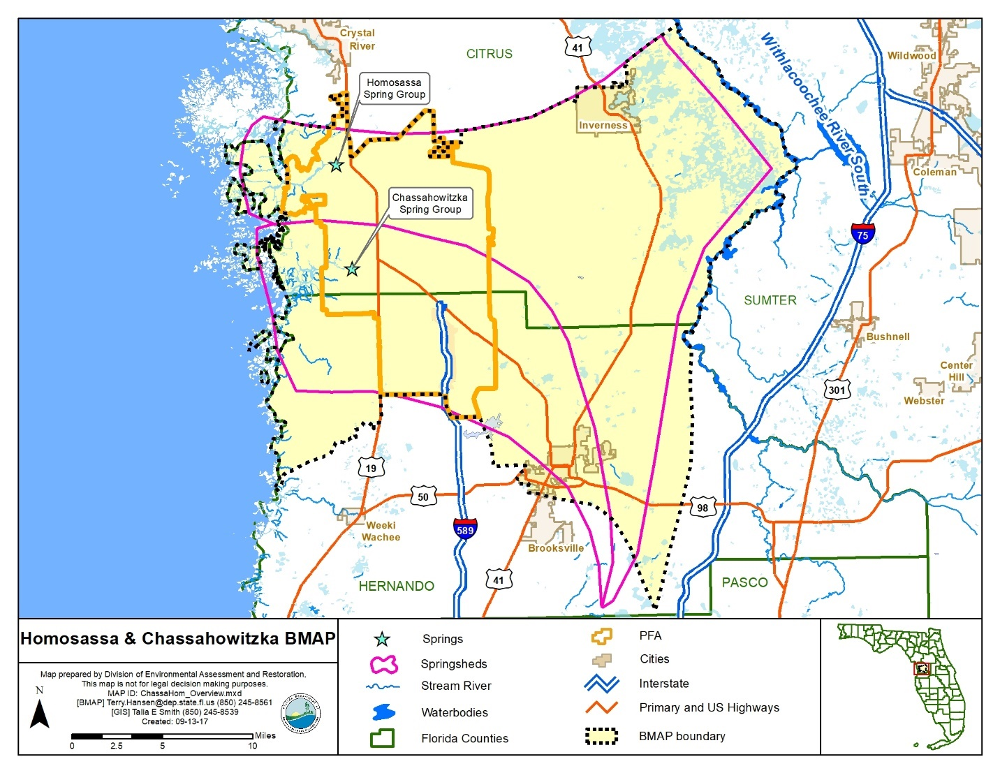 Crystal
River
CITRUS
41
Wildwood
Homosassa
Spring Group
Withlacoochee River South
Inverness
Coleman
Chassahowitzka
Spring Group
75
SUMTER
Bushnell
Center
Hill
301
Webster
19
50
98
Weeki
Wachee
589
Brooksville
41
HERNANDO
PASCO
Homosassa & Chassahowitzka BMAP
Map prepared by Division of Environmental Assessment and Restoration,
This map is not for legal decision making purposes.
MAP ID: ChassaHom_Overview.mxd
[BMAP] Terry.Hansen@dep.state.fl.us (850) 245-8561
[GIS] Talia E Smith (850) 245-8539
Created: 09-13-17
N
Miles
0 2.5 5 10
Springs
Springsheds
Stream River
Waterbodies
Florida Counties
PFA
Cities
Interstate
Primary and US Highways
BMAP boundary